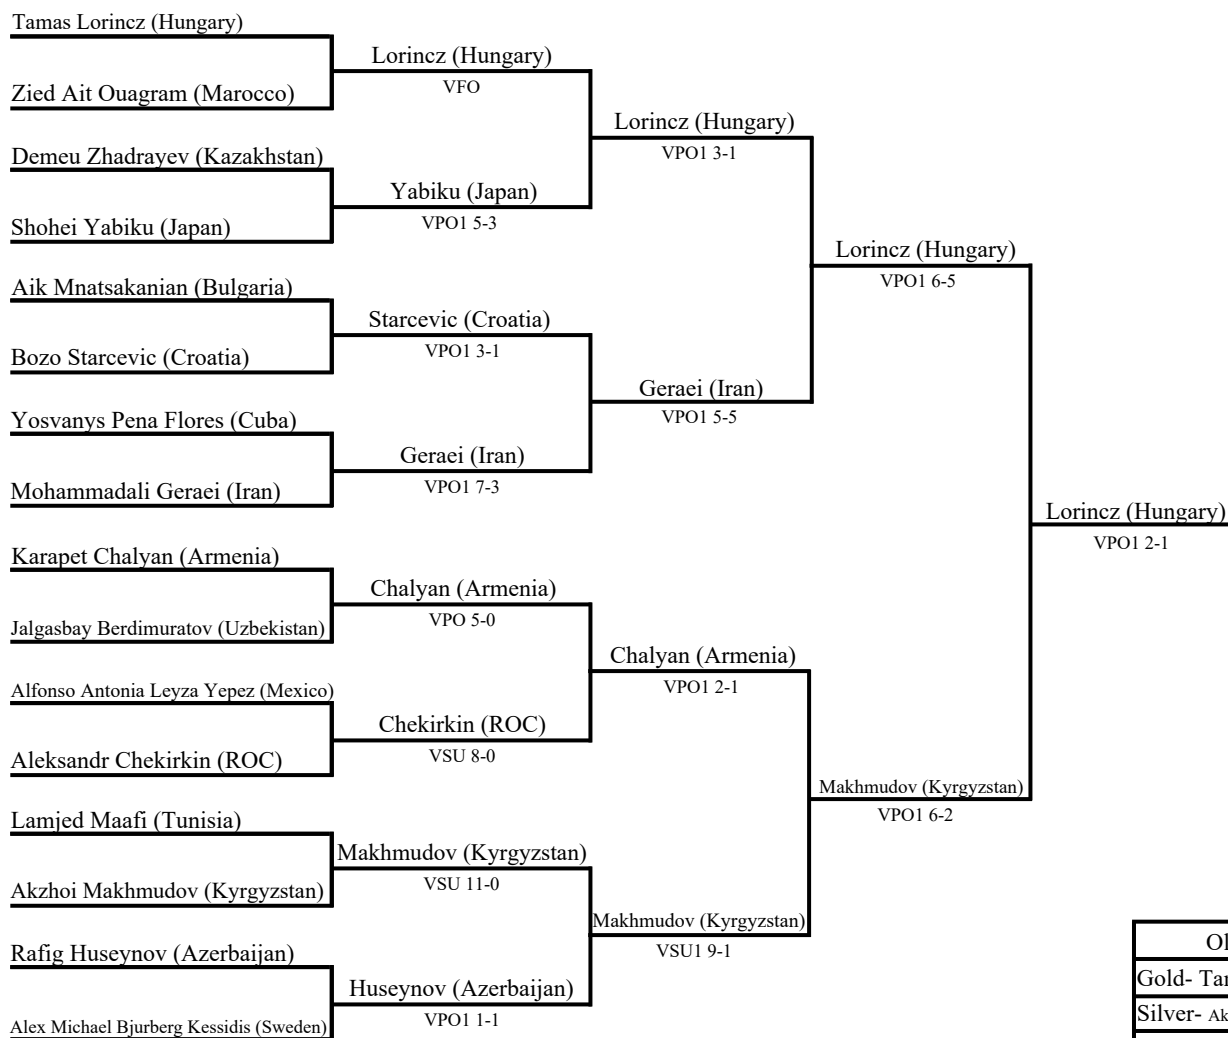 Tamas Lorincz (Hungary)
Zied Ait Ouagram (Marocco)
Demeu Zhadrayev (Kazakhstan)
Shohei Yabiku (Japan)
Aik Mnatsakanian (Bulgaria)
Bozo Starcevic (Croatia)
Yosvanys Pena Flores (Cuba)
Mohammadali Geraei (Iran)
Karapet Chalyan (Armenia)
Jalgasbay Berdimuratov (Uzbekistan)
Alfonso Antonia Leyza Yepez (Mexico)
Aleksandr Chekirkin (ROC)
Lamjed Maafi (Tunisia)
Akzhoi Makhmudov (Kyrgyzstan)
Rafig Huseynov (Azerbaijan)
Alex Michael Bjurberg Kessidis (Sweden)
Lorincz (Hungary)
VFO
Yabiku (Japan)
VPO1 5-3
Starcevic (Croatia)
VPO1 3-1
Geraei (Iran)
VPO1 7-3
Chalyan (Armenia)
VPO 5-0
Chekirkin (ROC)
VSU 8-0
Makhmudov (Kyrgyzstan)
VSU 11-0
Huseynov (Azerbaijan)
VPO1 1-1
Lorincz (Hungary)
VPO1 3-1
Geraei (Iran)
VPO1 5-5
Chalyan (Armenia)
VPO1 2-1
Makhmudov (Kyrgyzstan)
VSU1 9-1
Lorincz (Hungary)
VPO1 6-5
Makhmudov (Kyrgyzstan)
VPO1 6-2
Lorincz (Hungary)
VPO1 2-1
Gold-
Silver-